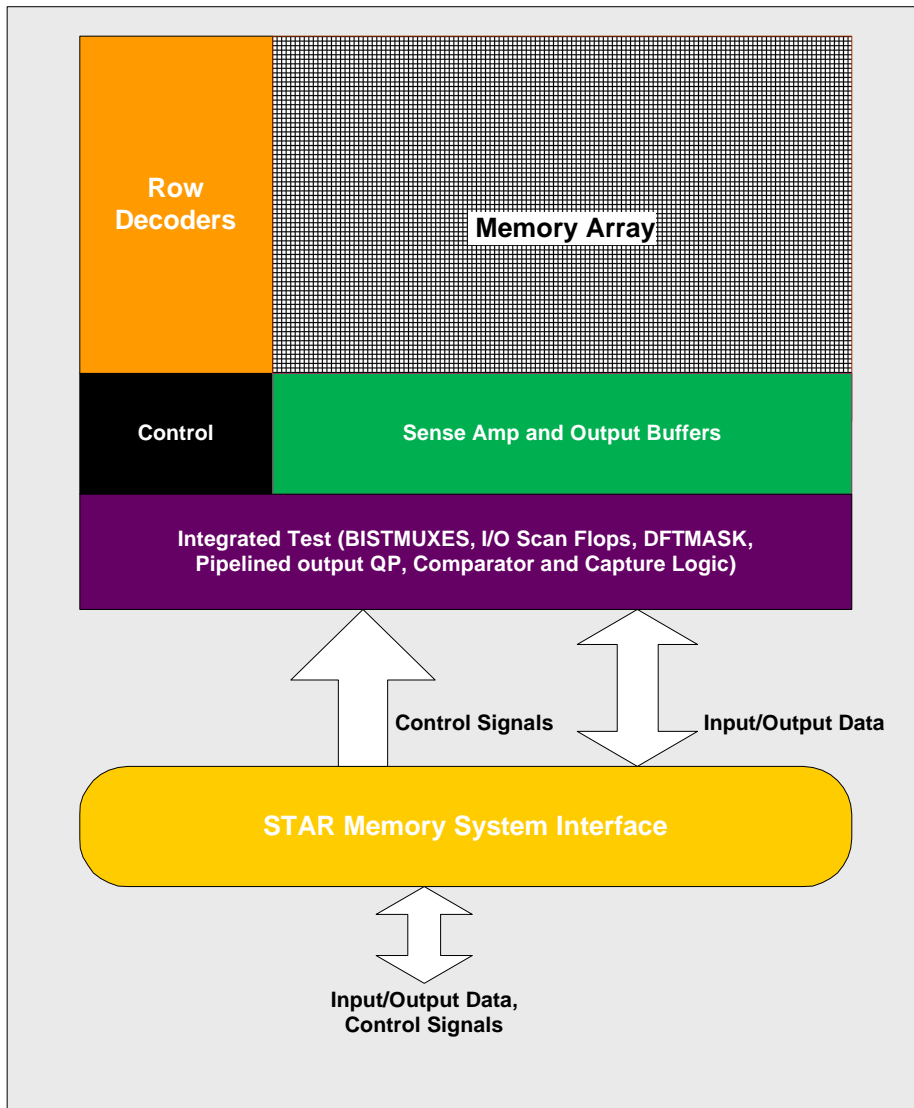 Row
Decoders
Memory Array
Control
Sense Amp and Output Buffers
Integrated Test (BISTMUXES, I/O Scan Flops, DFTMASK,
Pipelined output QP, Comparator and Capture Logic)
Control Signals
Input/Output Data
STAR Memory System Interface
Input/Output Data,
Control Signals